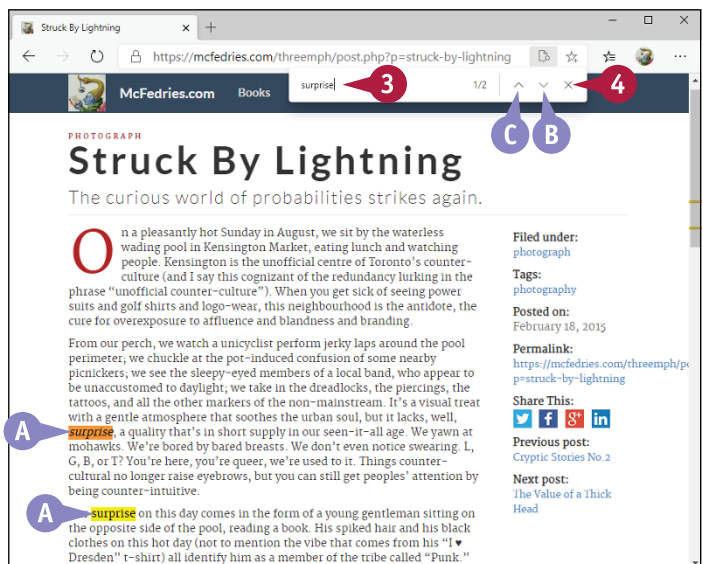 Struck By Lightning
https://mcfedries.com/threemph/post.php?p=struck-by-lightning
surprise 1/2
3
4
McFedries.com Books
C B
PHOTOGRAPH
Struck By Lightning
The curious world of probabilities strikes again.
On a pleasantly hot Sunday in August, we sit by the waterless
wading pool in Kensington Market, eating lunch and watching
people. Kensington is the unofficial centre of Toronto's counter-
culture (and I say this cognizant of the redundancy lurking in the
phrase “unofficial counter-culture”). When you get sick of seeing power
suits and golf shirts and logo-wear, this neighbourhood is the antidote, the
cure for overexposure to affluence and blandness and branding.
From our perch, we watch a unicyclist perform jerky laps around the pool
perimeter; we chuckle at the pot-induced confusion of some nearby
picnickers; we see the sleepy-eyed members of a local band, who appear to
be unaccustomed to daylight; we take in the dreadlocks, the piercings, the
tattoos, and all the other markers of the non-mainstream. It's a visual treat
with a gentle atmosphere that soothes the urban soul, but it lacks, well,
A
surprise, a quality that's in short supply in our seen-it-all age. We yawn at
mohawks. We're bored by bared breasts. We don't even notice swearing. L,
G, B, or T? You're here, you're queer, we're used to it. Things counter-
cultural no longer raise eyebrows, but you can still get peoples' attention by
being counter-intuitive.
A
surprise on this day comes in the form of a young gentleman sitting on
the opposite side of the pool, reading a book. His spiked hair and his black
clothes on this hot day (not to mention the vibe that comes from his “I ♥
Dresden” t-shirt) all identify him as a member of the tribe called “Punk.”
Filed under:
photograph
Tags:
photography
Posted on:
February 18, 2015
Permalink:
https://mcfedries.com/threemph/po
p=struck-by-lightning
Share This:
f g+ in
Previous post:
Cryptic Stories No. 2
Next post:
The Value of a Thick
Head